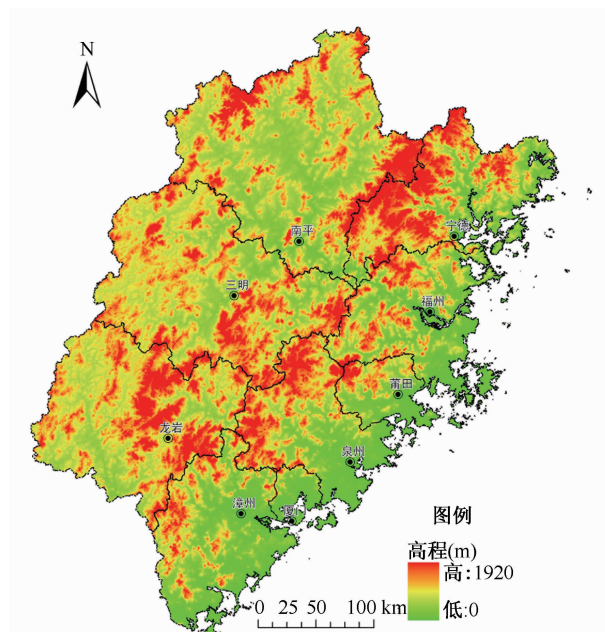 N
南平
宁德
三明
福州
莆田
龙岩
泉州
漳州
厦门
图例
高程(m)
高:1920
低:0
0 25 50 100 km